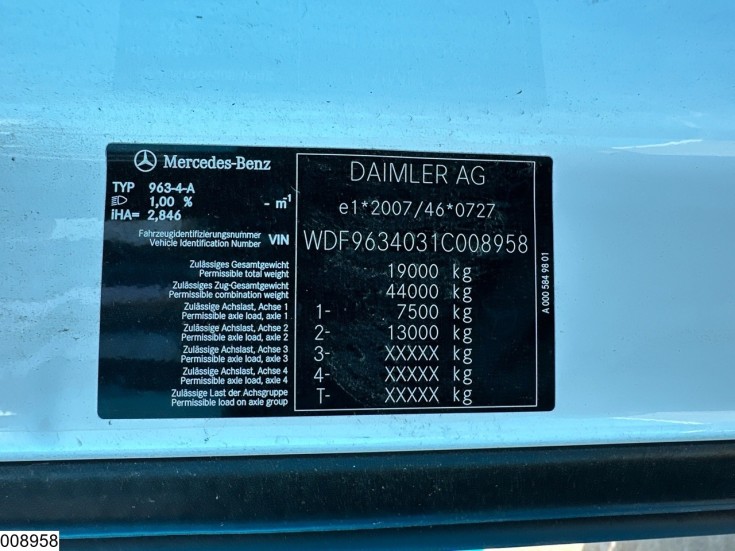 Mercedes-Benz
DAIMLER AG
TYP 963-4-A
1,00 % - m-1
iHA= 2,846
e1*2007/46*0727
Fahrzeugidentifizierungsnummer
Vehicle Identification Number VIN WDF9634031C008958
Zulässiges Gesamtgewicht
Permissible total weight 19000 kg
Zulässiges Zug-Gesamtgewicht
Permissible combination weight 44000 kg
Zulässige Achslast, Achse 1
Permissible axle load, axle 1 1- 7500 kg
Zulässige Achslast, Achse 2
Permissible axle load, axle 2 2- 13000 kg
Zulässige Achslast, Achse 3
Permissible axle load, axle 3 3- XXXXX kg
Zulässige Achslast, Achse 4
Permissible axle load, axle 4 4- XXXXX kg
Zulässige Last der Achsgruppe
Permissible load on axle group T- XXXXX kg
A 000 584 98 01
008958